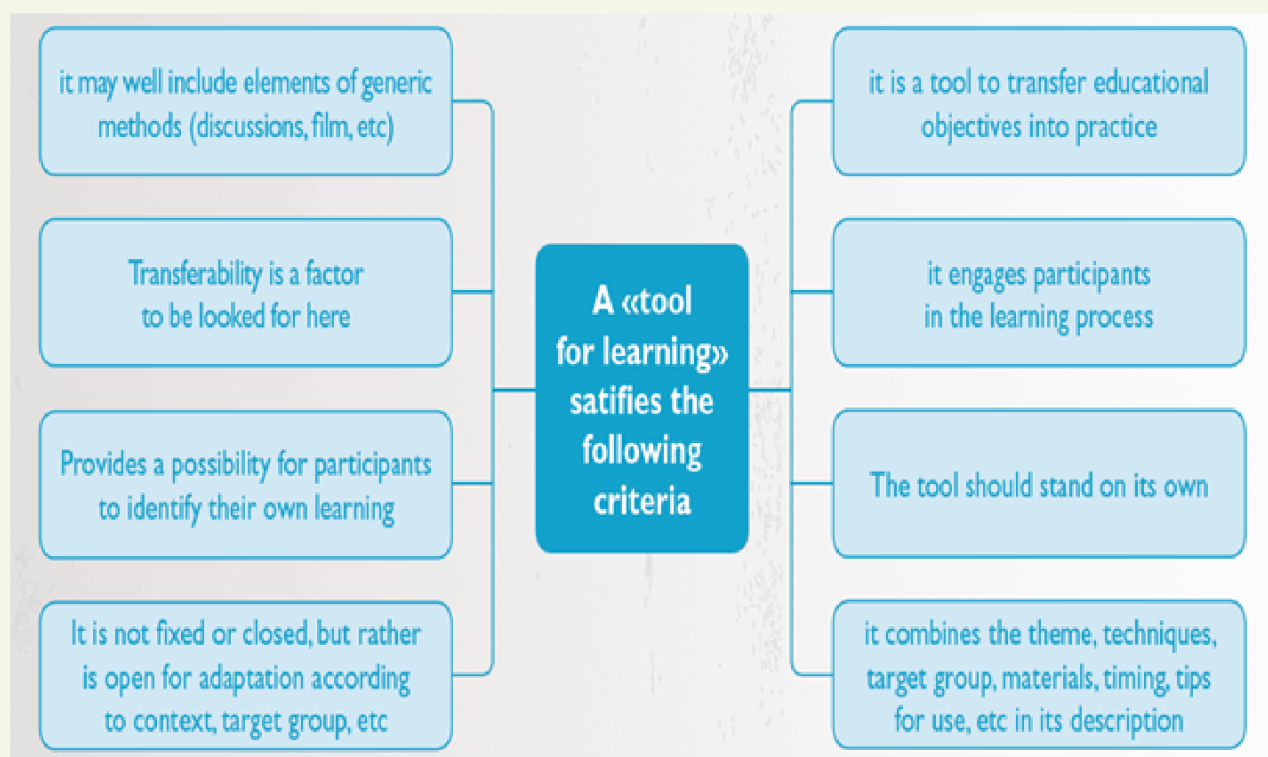 it may well include elements of generic
methods (discussions, film, etc)
Transferability is a factor
to be looked for here
Provides a possibility for participants
to identify their own learning
It is not fixed or closed, but rather
is open for adaptation according
to context, target group, etc
A «tool
for learning»
satifies the
following
criteria
it is a tool to transfer educational
objectives into practice
it engages participants
in the learning process
The tool should stand on its own
it combines the theme, techniques,
target group, materials, timing, tips
for use, etc in its description